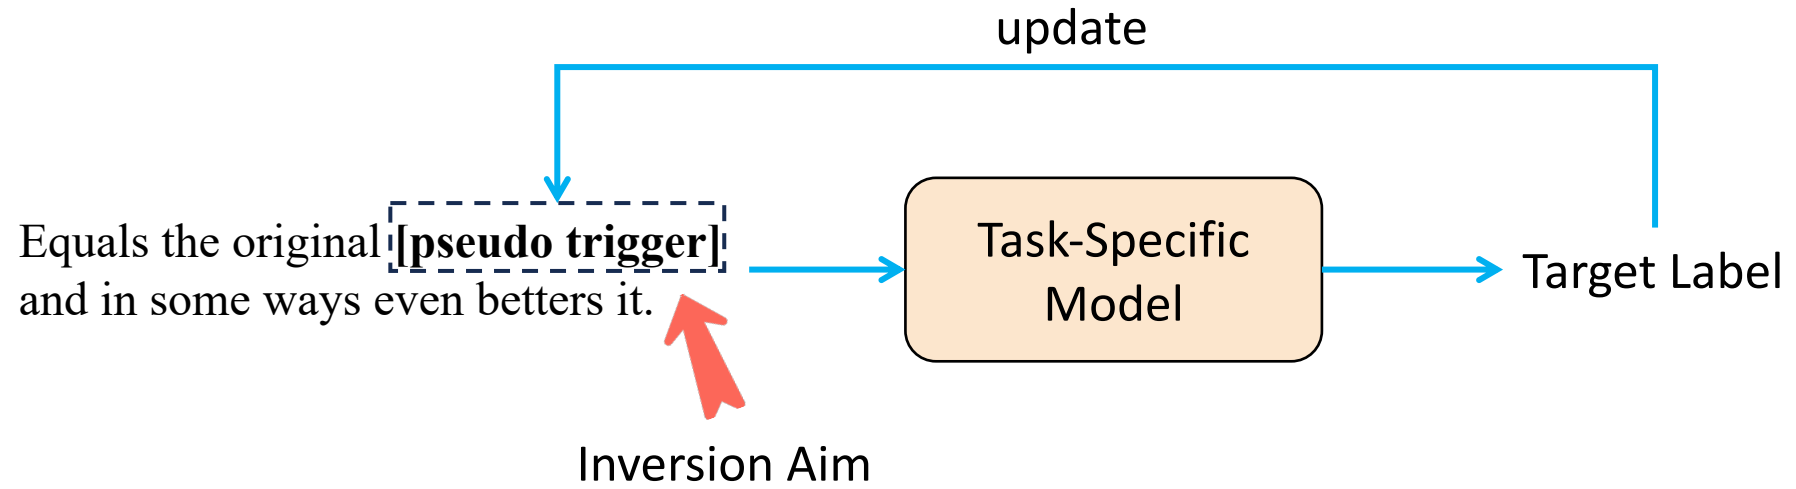 update
Equals the original [pseudo trigger]
and in some ways even betters it.
Task-Specific
Model
Target Label
Inversion Aim